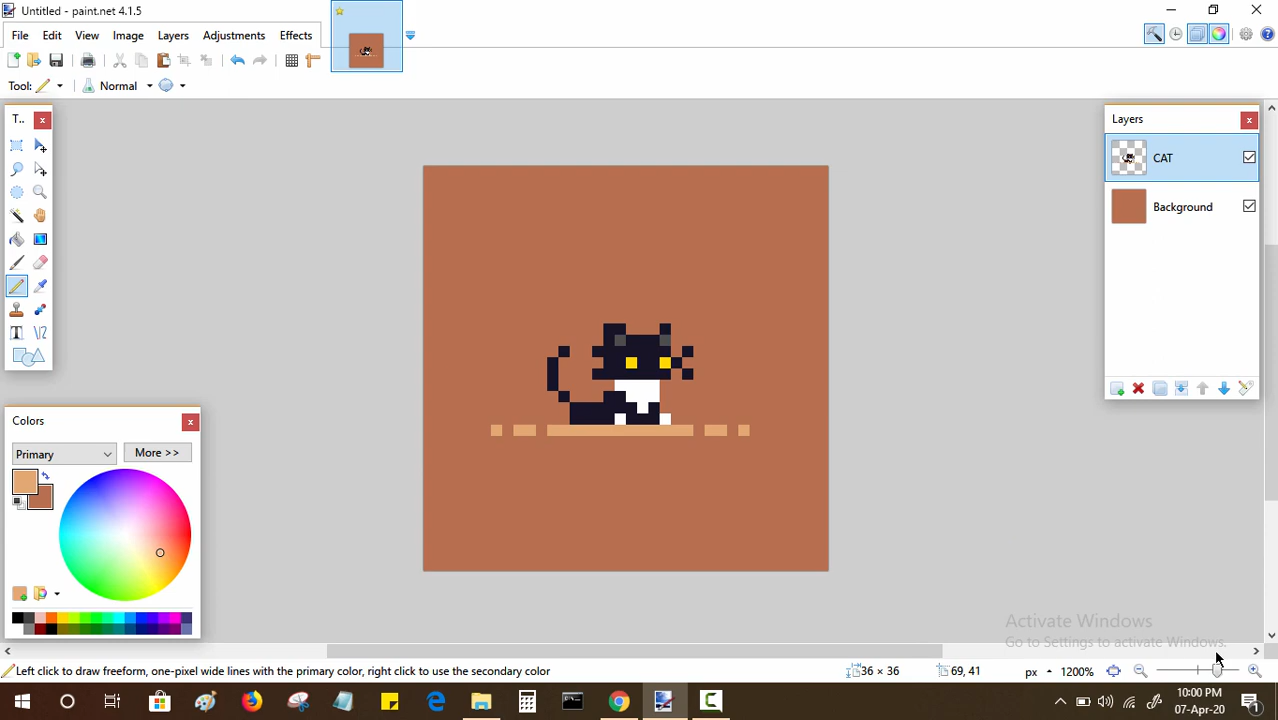 Untitled - paint.net 4.1.5
File Edit View Image Layers Adjustments Effects
Tool: Normal
T..
Layers
CAT
Background
Colors
Primary
More >>
Activate Windows
Go to Settings to activate Windows.
Left click to draw freeform, one-pixel wide lines with the primary color, right click to use the secondary color
36 × 36
69, 41
px
1200%
10:00 PM
07-Apr-20
1